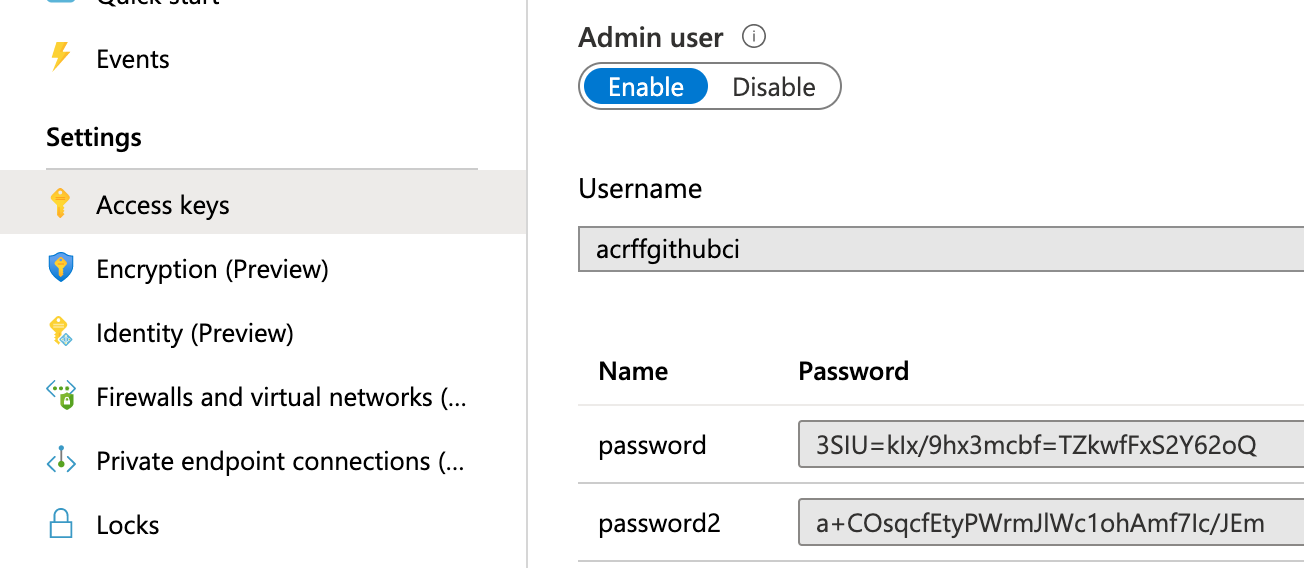 Quick start
Events
Settings
Access keys
Encryption (Preview)
Identity (Preview)
Firewalls and virtual networks (...
Private endpoint connections (...
Locks
Admin user
Enable Disable
Username
acrffgithubci
Name Password
password 3SIU=kIx/9hx3mcbf=TZkwfFxS2Y62oQ
password2 a+COsqcfEtyPWrmJlWc1ohAmf7Ic/JEm